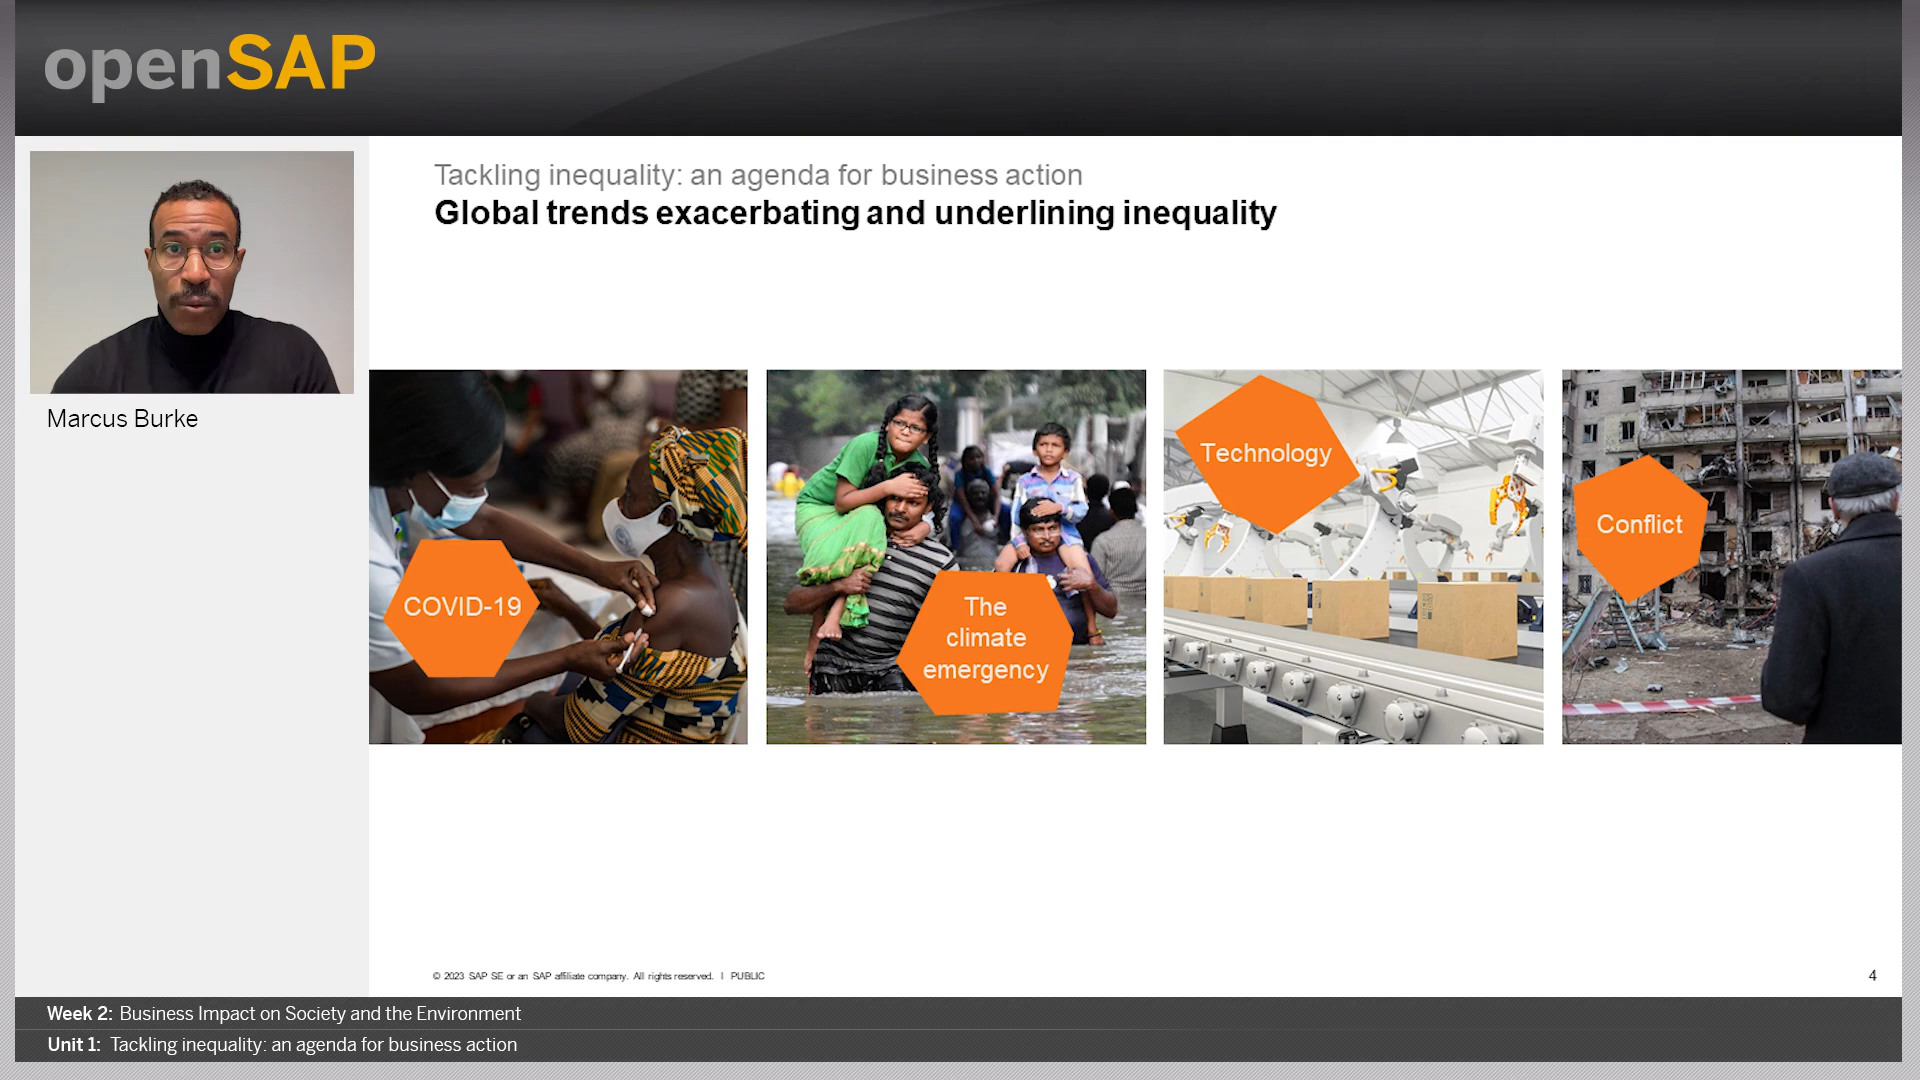 openSAP
Tackling inequality: an agenda for business action
Global trends exacerbating and underlining inequality
Marcus Burke
COVID-19
The
climate
emergency
Technology
Conflict
© 2023 SAP SE or an SAP affiliate company. All rights reserved. | PUBLIC
4
Week 2: Business Impact on Society and the Environment
Unit 1: Tackling inequality: an agenda for business action